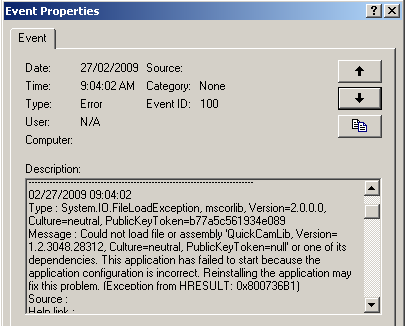 Event Properties
Event
Date: 27/02/2009 Source:
Time: 9:04:02 AM Category: None
Type: Error Event ID: 100
User: N/A
Computer:
Description:
------------------------------------------------------------------------
02/27/2009 09:04:02
Type : System.IO.FileLoadException, mscorlib, Version=2.0.0.0,
Culture=neutral, PublicKeyToken=b77a5c561934e089
Message : Could not load file or assembly 'QuickCamLib, Version=
1.2.3048.28312, Culture=neutral, PublicKeyToken=null' or one of its
dependencies. This application has failed to start because the
application configuration is incorrect. Reinstalling the application may
fix this problem. (Exception from HRESULT: 0x800736B1)
Source :
Help link :